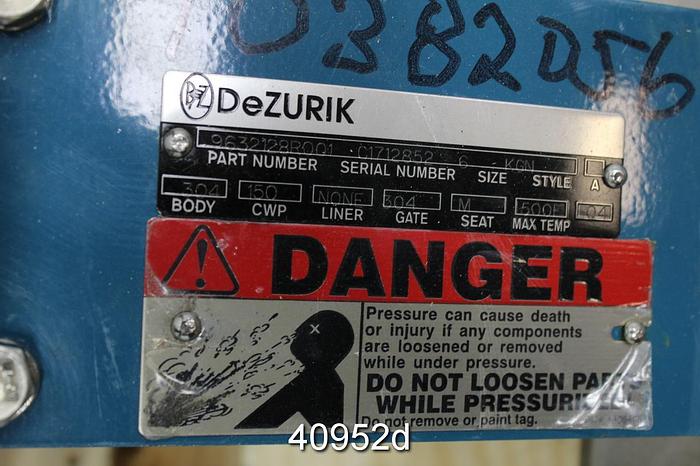 0382056
BZ DeZURIK
9632128R001 C1712852 6 KGN
PART NUMBER SERIAL NUMBER SIZE STYLE A
304 150 NONE 304 M 500F 04
BODY CWP LINER GATE SEAT MAX TEMP
DANGER
Pressure can cause death
or injury if any components
are loosened or removed
while under pressure.
DO NOT LOOSEN PARTS
WHILE PRESSURIZED
Do not remove or paint tag.
40952d